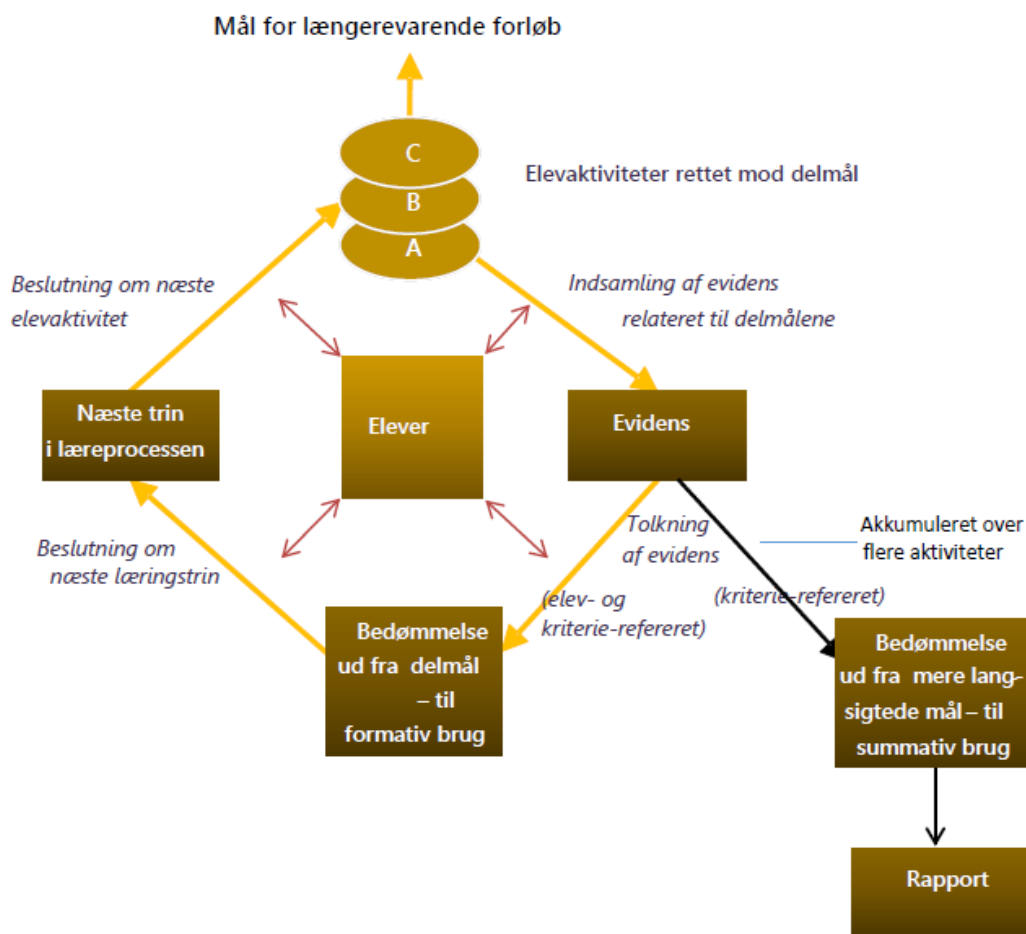 Mål for længerevarende forløb
C
B
A
Elevaktiviteter rettet mod delmål
Beslutning om næste
elevaktivitet
Indsamling af evidens
relateret til delmålene
Næste trin
i læreprocessen
Elever
Evidens
Beslutning om
næste læringstrin
Tolkning
af evidens
Akkumuleret over
flere aktiviteter
(elev- og
kriterie-refereret)
(kriterie-refereret)
Bedømmelse
ud fra delmål
– til
formativ brug
Bedømmelse
ud fra mere lang-
sigtede mål – til
summativ brug
Rapport